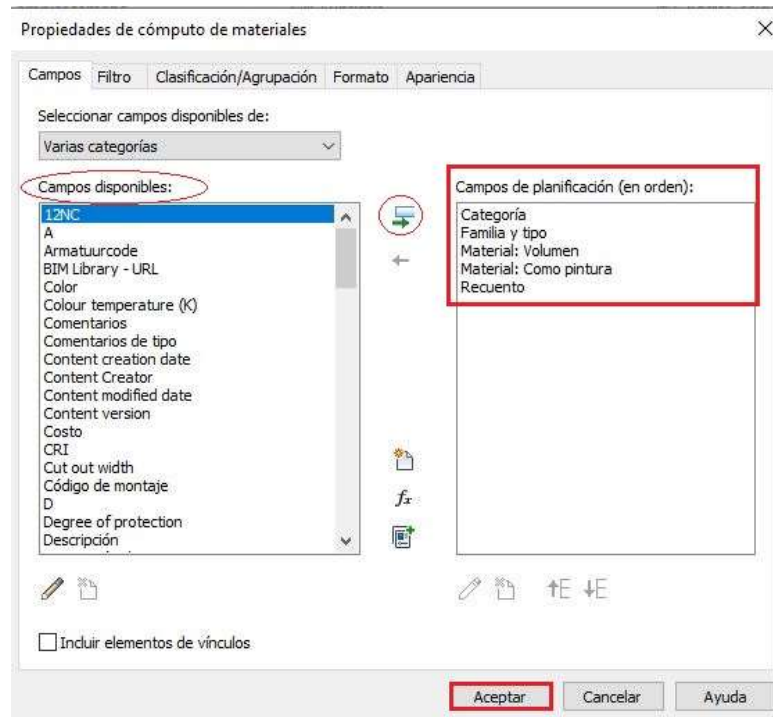 Propiedades de cómputo de materiales
Campos Filtro Clasificación/Agrupación Formato Apariencia
Seleccionar campos disponibles de:
Varias categorías
Campos disponibles:
12NC
A
Armatuurcode
BIM Library - URL
Color
Colour temperature (K)
Comentarios
Comentarios de tipo
Content creation date
Content Creator
Content modified date
Content version
Costo
CRI
Cut out width
Código de montaje
D
Degree of protection
Descripción
fx
Campos de planificación (en orden):
Categoría
Familia y tipo
Material: Volumen
Material: Como pintura
Recuento
Incluir elementos de vínculos
Aceptar Cancelar Ayuda